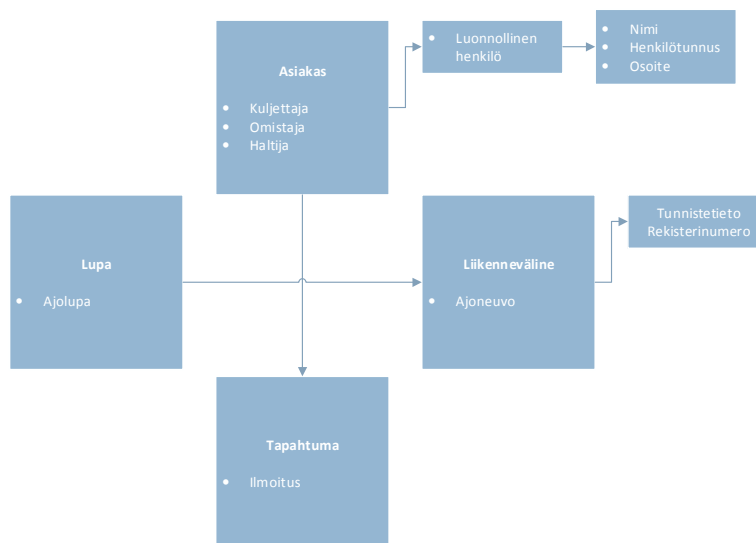 Asiakas
• Kuljettaja
• Omistaja
• Haltija
• Luonnollinen
henkilö
• Nimi
• Henkilötunnus
• Osoite
Lupa
• Ajolupa
Liikenneväline
• Ajoneuvo
Tunnistetieto
Rekisterinumero
Tapahtuma
• Ilmoitus